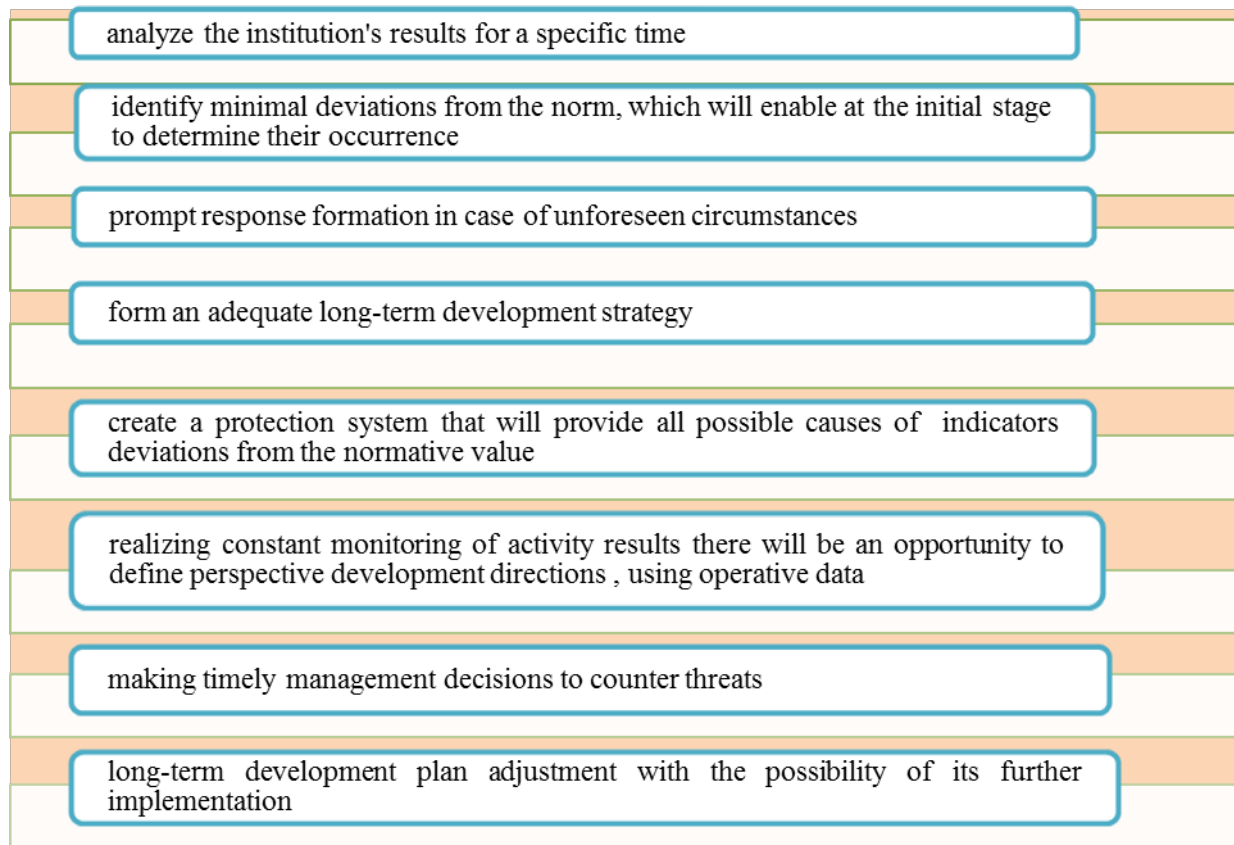 analyze the institution's results for a specific time
identify minimal deviations from the norm, which will enable at the initial stage
to determine their occurrence
prompt response formation in case of unforeseen circumstances
form an adequate long-term development strategy
create a protection system that will provide all possible causes of indicators
deviations from the normative value
realizing constant monitoring of activity results there will be an opportunity to
define perspective development directions , using operative data
making timely management decisions to counter threats
long-term development plan adjustment with the possibility of its further
implementation